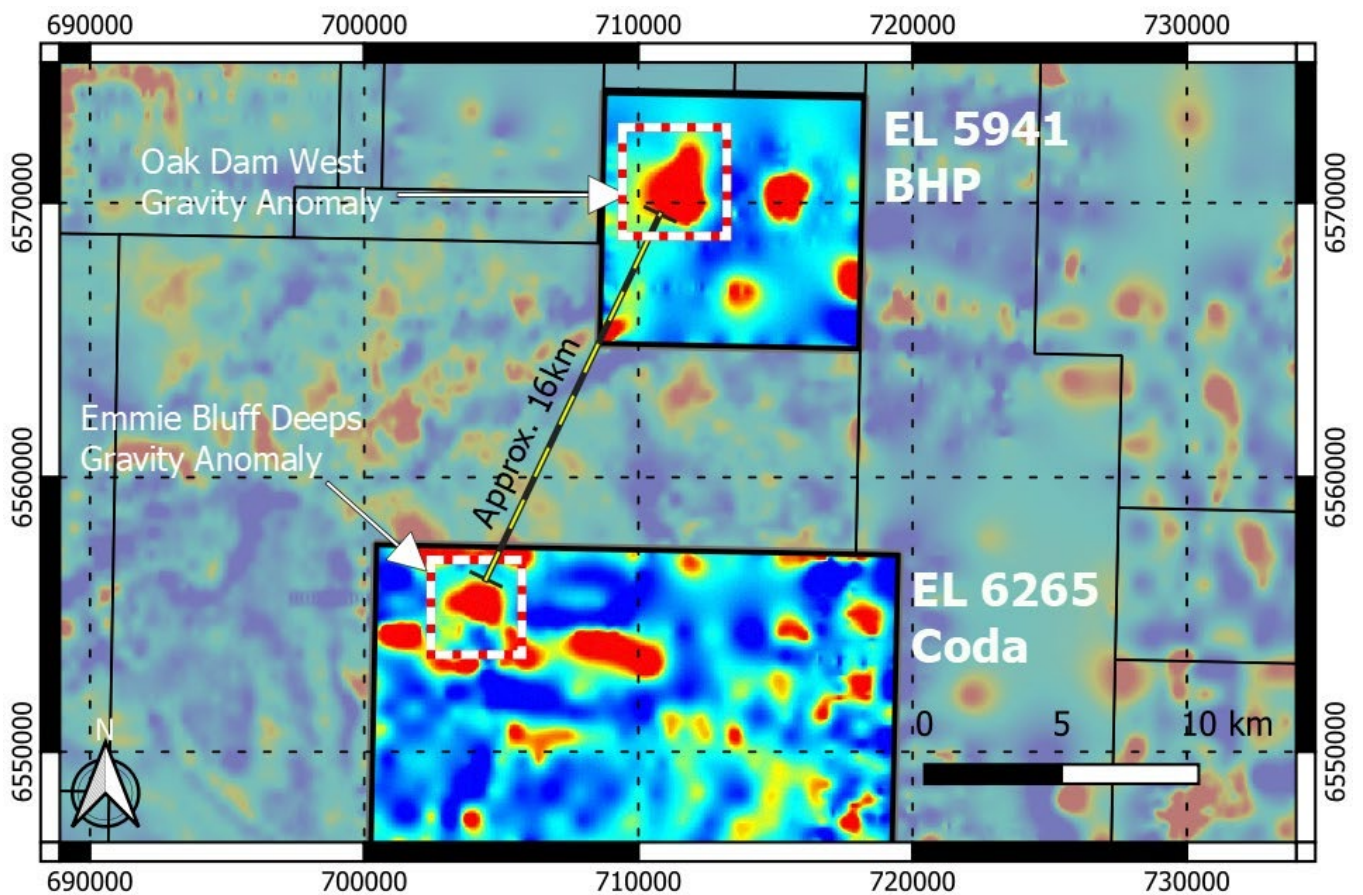 690000 700000 710000 720000 730000
EL 5941
BHP
Oak Dam West
Gravity Anomaly
6570000
6570000
Approx. 16km
Emmie Bluff Deeps
Gravity Anomaly
6560000
6560000
EL 6265
Coda
0 5 10 km
N
6550000
6550000
690000 700000 710000 720000 730000